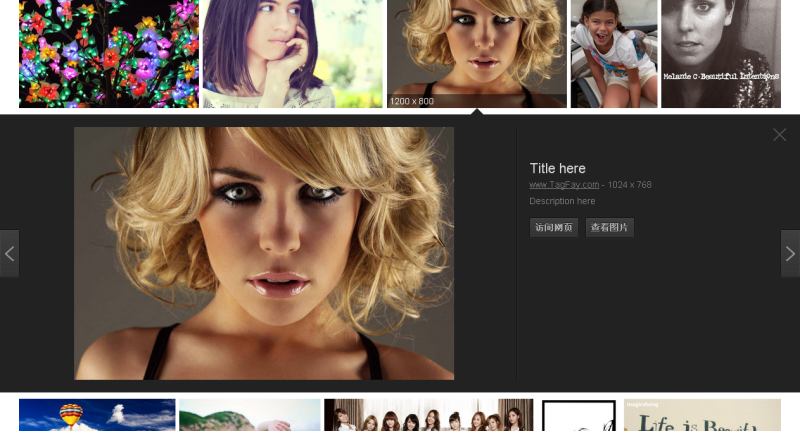 Melanie C-Beautiful Intentions
1200 x 800
Title here
www.TagFay.com - 1024 x 768
Description here
访问网页
查看图片
Life is Beautiful